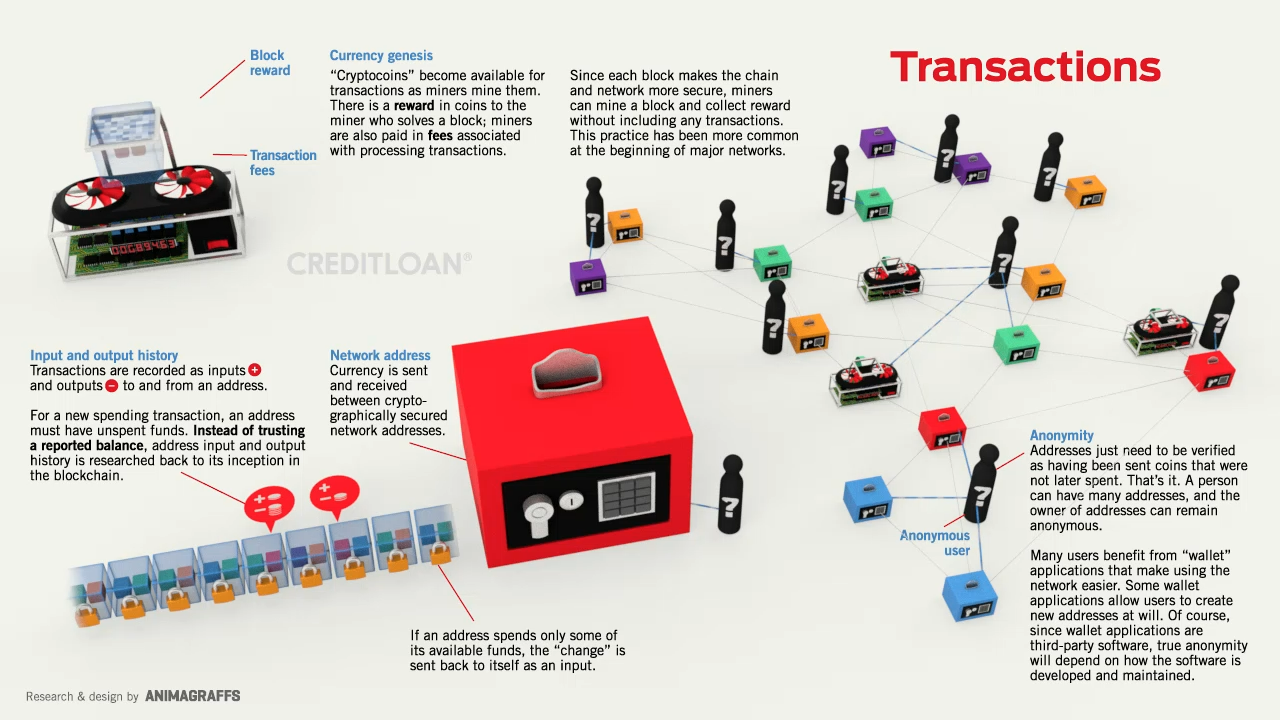 Transactions
Block
reward
Transaction
fees
Currency genesis
“Cryptocoins” become available for
transactions as miners mine them.
There is a reward in coins to the
miner who solves a block; miners
are also paid in fees associated
with processing transactions.
Since each block makes the chain
and network more secure, miners
can mine a block and collect reward
without including any transactions.
This practice has been more common
at the beginning of major networks.
CREDITLOAN®
Input and output history
Transactions are recorded as inputs +
and outputs − to and from an address.
For a new spending transaction, an address
must have unspent funds. Instead of trusting
a reported balance, address input and output
history is researched back to its inception in
the blockchain.
Network address
Currency is sent
and received
between crypto-
graphically secured
network addresses.
If an address spends only some of
its available funds, the “change” is
sent back to itself as an input.
Anonymous
user
Anonymity
Addresses just need to be verified
as having been sent coins that were
not later spent. That’s it. A person
can have many addresses, and the
owner of addresses can remain
anonymous.
Many users benefit from “wallet”
applications that make using the
network easier. Some wallet
applications allow users to create
new addresses at will. Of course,
since wallet applications are
third-party software, true anonymity
will depend on how the software is
developed and maintained.
Research & design by ANIMAGRAFFS